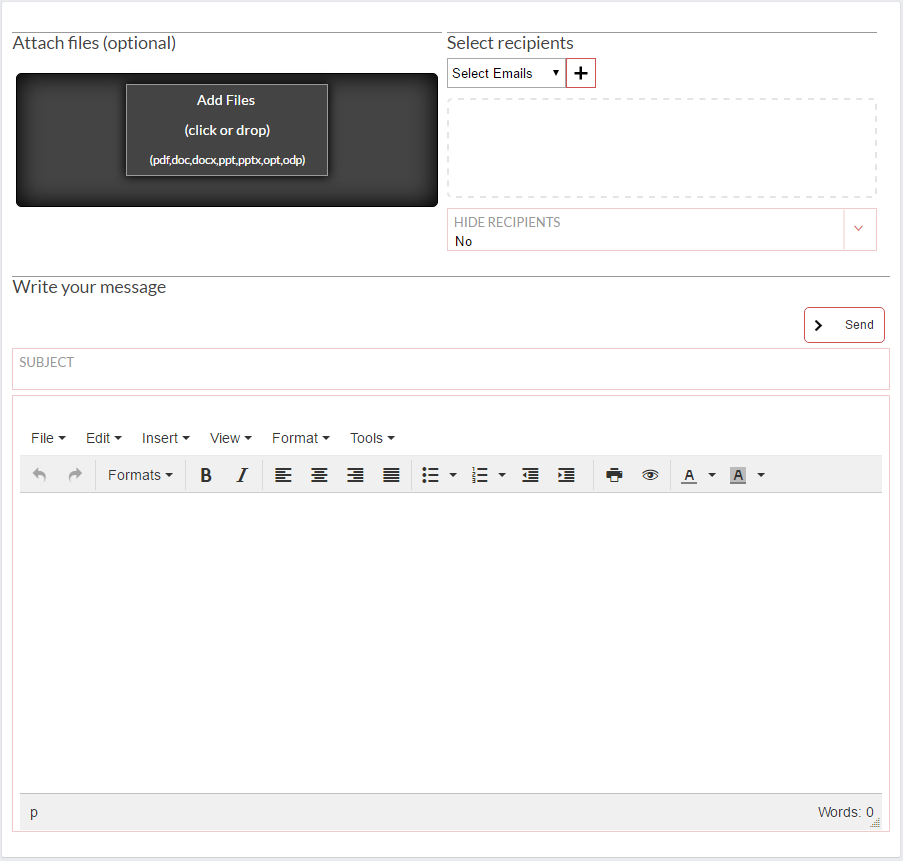 Attach files (optional)
Add Files
(click or drop)
(pdf,doc,docx,ppt,pptx,opt,odp)
Select recipients
Select Emails
HIDE RECIPIENTS
No
Write your message
Send
SUBJECT
File Edit Insert View Format Tools
Formats B I A A
p Words: 0